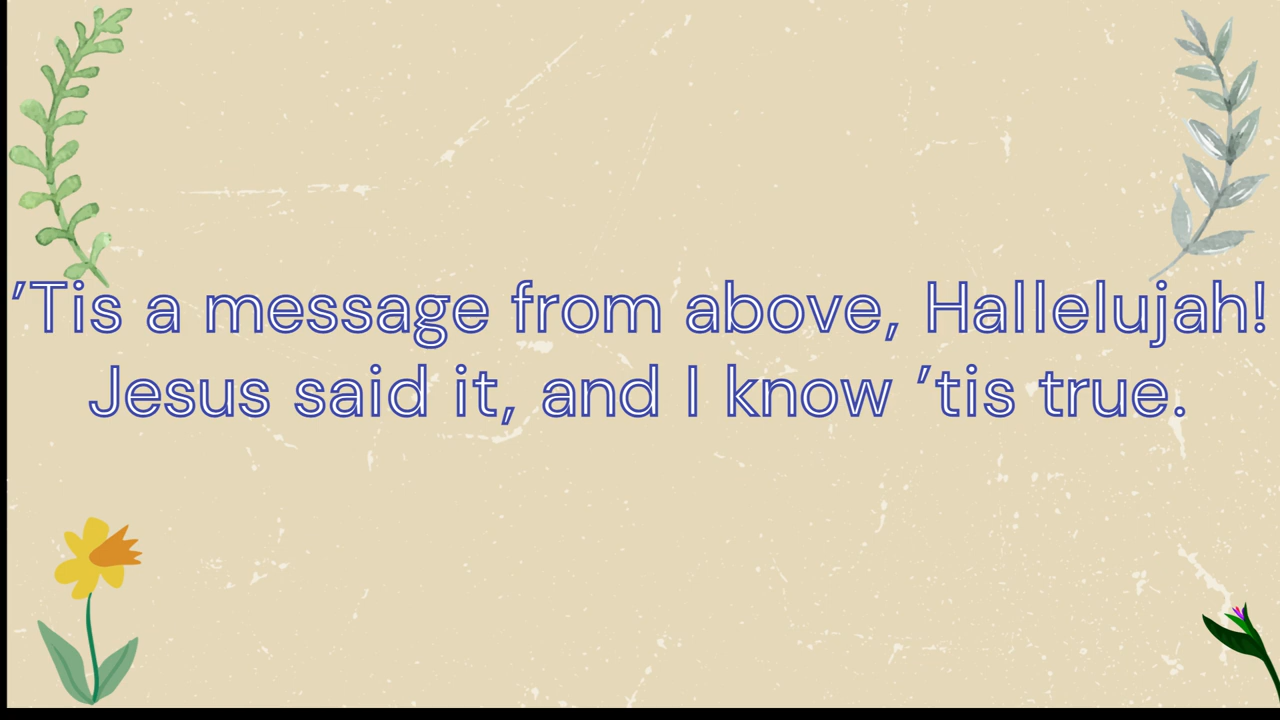 ’Tis a message from above, Hallelujah!
Jesus said it, and I know ’tis true.